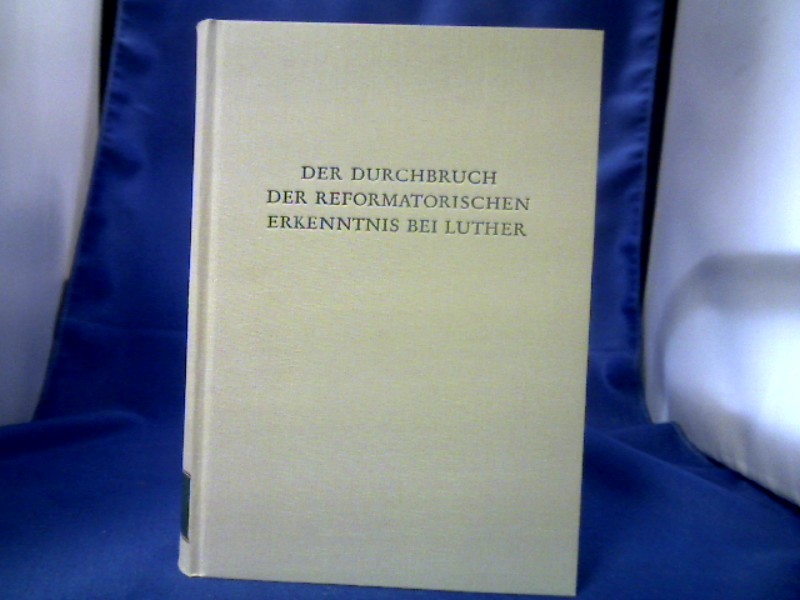 DER DURCHBRUCH
DER REFORMATORISCHEN
ERKENNTNIS BEI LUTHER